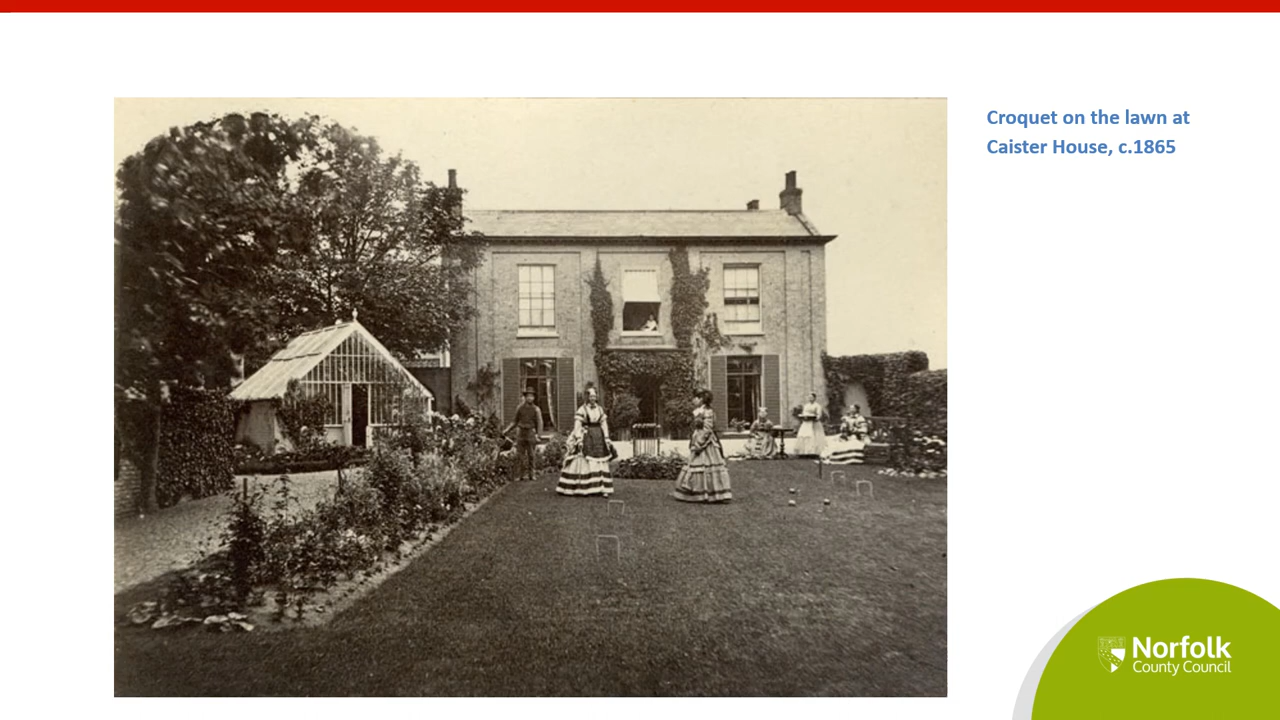 Croquet on the lawn at
Caister House, c.1865
Norfolk
County Council